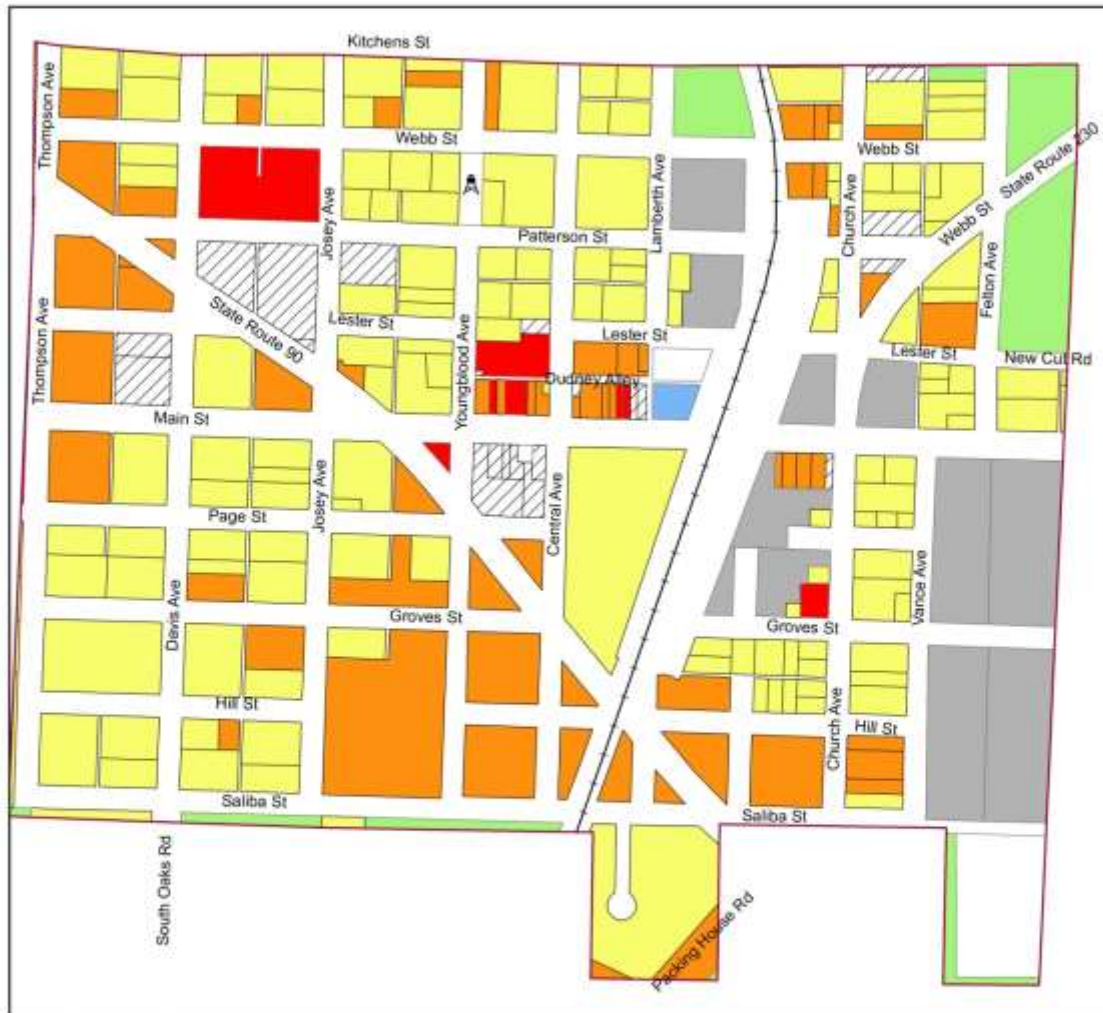 Kitchens St
Thompson Ave
Webb St
Webb St
State Route 230
Josey Ave
Lamberth Ave
Church Ave
Webb St
Patterson St
Felton Ave
State Route 90
Lester St
Lester St
Lester St
New Cut Rd
Thompson Ave
Youngblood Ave
Dudney Alley
Main St
Josey Ave
Central Ave
Page St
Davis Ave
Vance Ave
Groves St
Groves St
Hill St
Church Ave
Hill St
Saliba St
Saliba St
South Oaks Rd
Packing House Rd